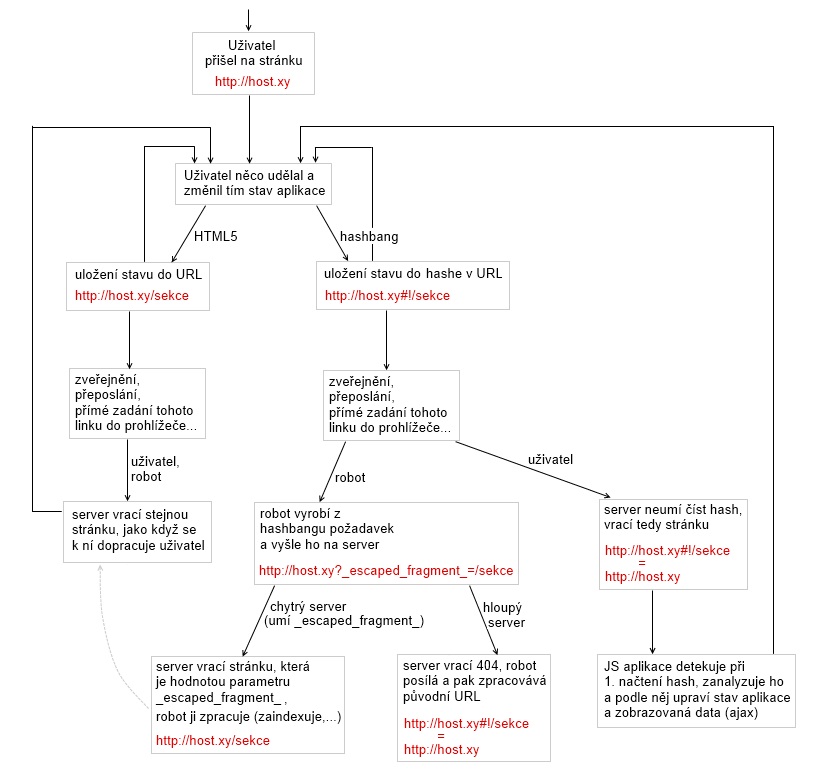 Uživatel
přišel na stránku
http://host.xy
Uživatel něco udělal a
změnil tím stav aplikace
HTML5
hashbang
uložení stavu do URL
http://host.xy/sekce
uložení stavu do hashe v URL
http://host.xy#!/sekce
zveřejnění,
přeposlání,
přímé zadání tohoto
linku do prohlížeče...
zveřejnění,
přeposlání,
přímé zadání tohoto
linku do prohlížeče...
uživatel,
robot
robot
uživatel
server vrací stejnou
stránku, jako když se
k ní dopracuje uživatel
robot vyrobí z
hashbangu požadavek
a vyšle ho na server
http://host.xy?_escaped_fragment_=/sekce
server neumí číst hash,
vrací tedy stránku
http://host.xy#!/sekce
=
http://host.xy
chytrý server
(umí _escaped_fragment_)
hloupý
server
server vrací stránku, která
je hodnotou parametru
_escaped_fragment_ ,
robot ji zpracuje (zaindexuje,...)
http://host.xy/sekce
server vrací 404, robot
posílá a pak zpracovává
původní URL
http://host.xy#!/sekce
=
http://host.xy
JS aplikace detekuje při
1. načtení hash, zanalyzuje ho
a podle něj upraví stav aplikace
a zobrazovaná data (ajax)